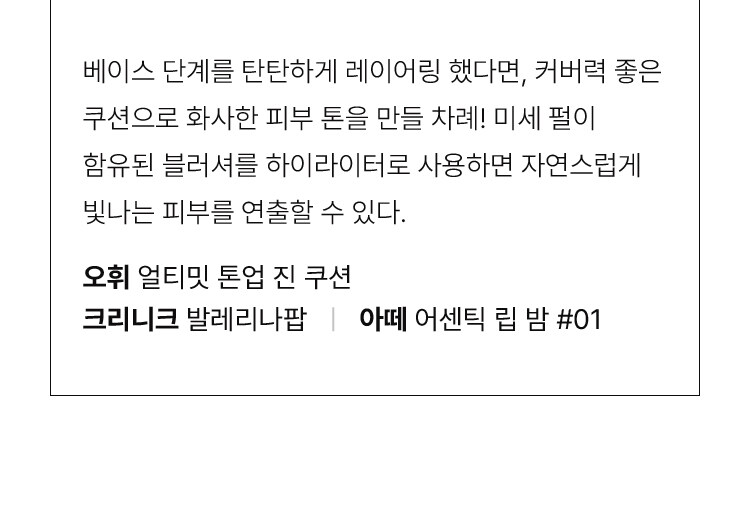 베이스 단계를 탄탄하게 레이어링 했다면, 커버력 좋은
쿠션으로 화사한 피부 톤을 만들 차례! 미세 펄이
함유된 블러셔를 하이라이터로 사용하면 자연스럽게
빛나는 피부를 연출할 수 있다.
오휘 얼티밋 톤업 진 쿠션
크리니크 발레리나팝 | 아떼 어센틱 립 밤 #01